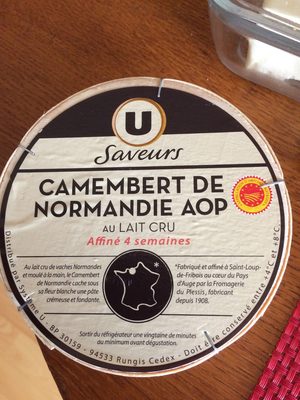 U
Saveurs
CAMEMBERT DE
NORMANDIE AOP
AU LAIT CRU
Affiné 4 semaines
Au lait cru de vaches Normandes
et moulé à la main, le Camembert
de Normandie cache sous
sa fleur blanche une pâte
crémeuse et fondante.
*Fabriqué et affiné à Saint-Loup-
de-Fribois au cœur du Pays
d'Auge par la Fromagerie
du Plessis, fabricant
depuis 1908.
Sortir du réfrigérateur une vingtaine de minutes
au minimum avant dégustation.
Distribué par Système U - BP 30159 - 94533 Rungis Cedex - Doit être conservé entre +4°C et +8°C.